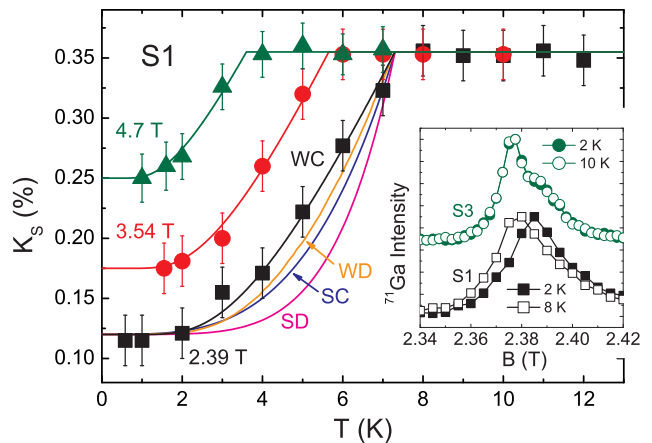 S1
0.35
0.30
0.25
0.20
0.15
0.10
K_S (%)
4.7 T
3.54 T
2.39 T
WC
WD
SC
SD
0 2 4 6 8 10 12
T (K)
2 K
10 K
S3
S1
2 K
8 K
⁷¹Ga Intensity
2.34 2.36 2.38 2.40 2.42
B (T)